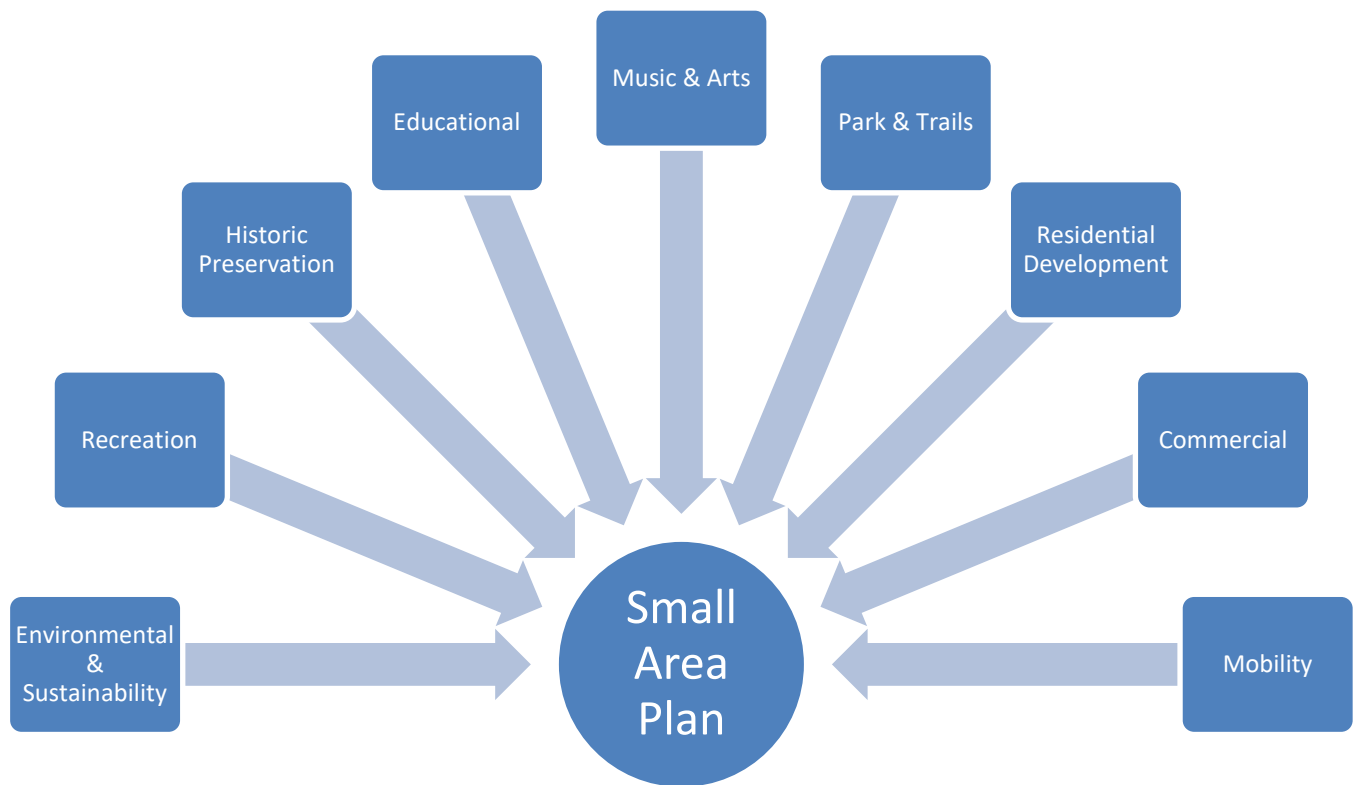 Music & Arts
Educational
Park & Trails
Historic
Preservation
Residential
Development
Recreation
Commercial
Environmental
&
Sustainability
Mobility
Small
Area
Plan